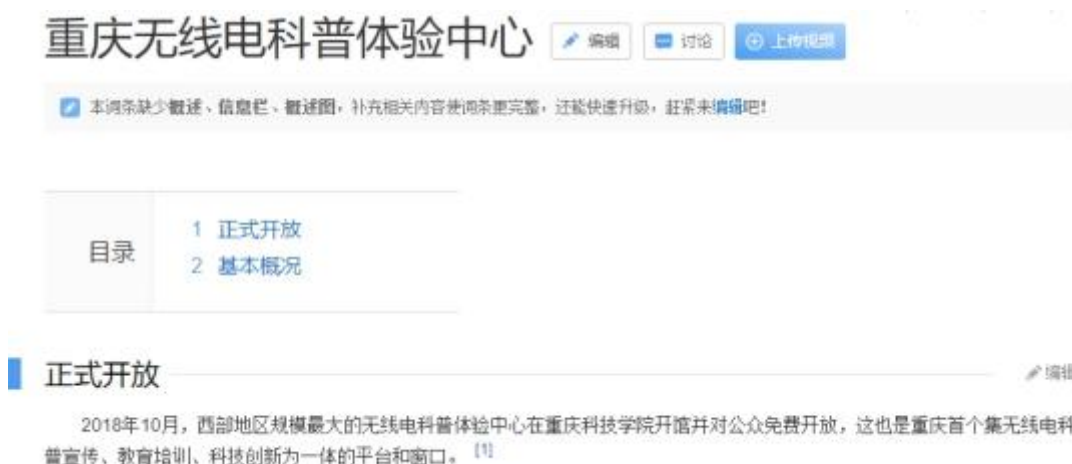 重庆无线电科普体验中心 编辑 讨论 上传视频
本词条缺少概述、信息栏、概述图，补充相关内容使词条更完整，还能快速升级，赶紧来编辑吧！
目录
1 正式开放
2 基本概况
正式开放 编辑
2018年10月，西部地区规模最大的无线电科普体验中心在重庆科技学院开馆并对公众免费开放，这也是重庆首个集无线电科
普宣传、教育培训、科技创新为一体的平台和窗口。 [1]